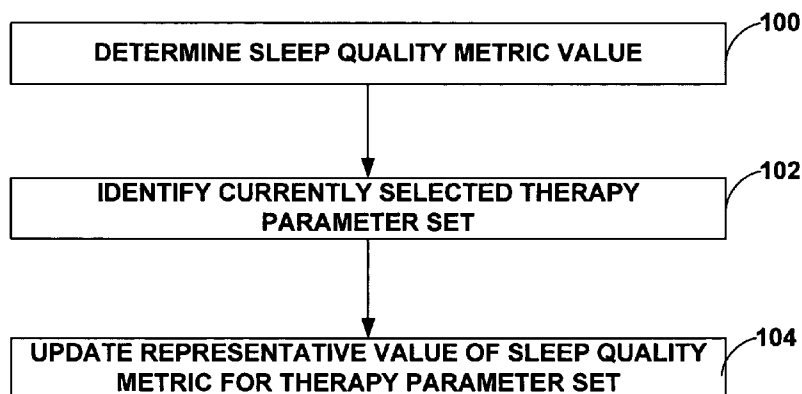 100
DETERMINE SLEEP QUALITY METRIC VALUE
102
IDENTIFY CURRENTLY SELECTED THERAPY
PARAMETER SET
104
UPDATE REPRESENTATIVE VALUE OF SLEEP QUALITY
METRIC FOR THERAPY PARAMETER SET